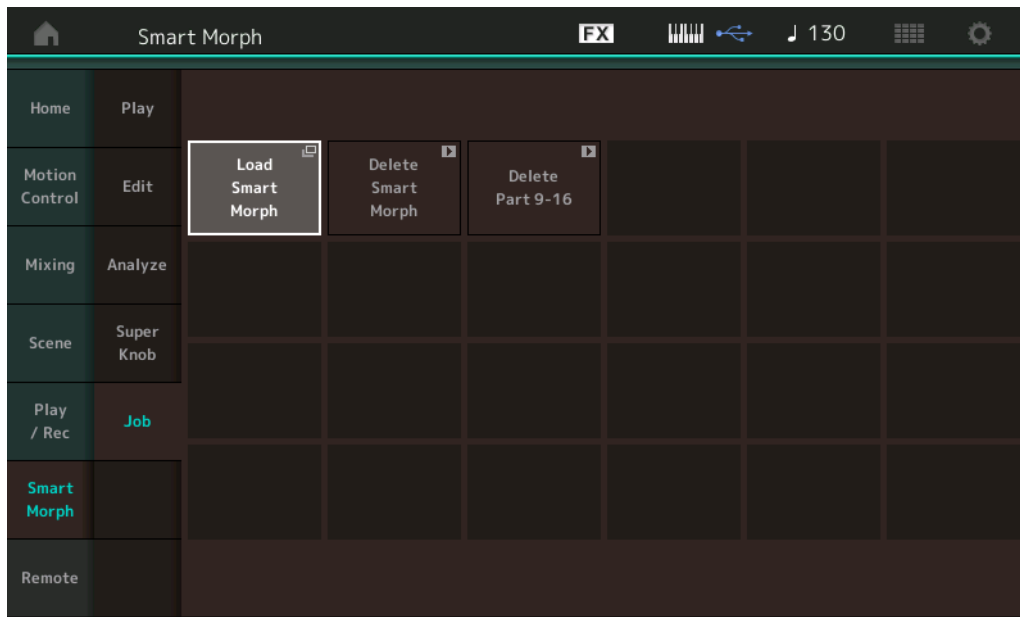 Smart Morph
FX
130
Home
Play
Motion
Control
Edit
Mixing
Analyze
Scene
Super
Knob
Play
/ Rec
Job
Smart
Morph
Remote
Load
Smart
Morph
Delete
Smart
Morph
Delete
Part 9-16